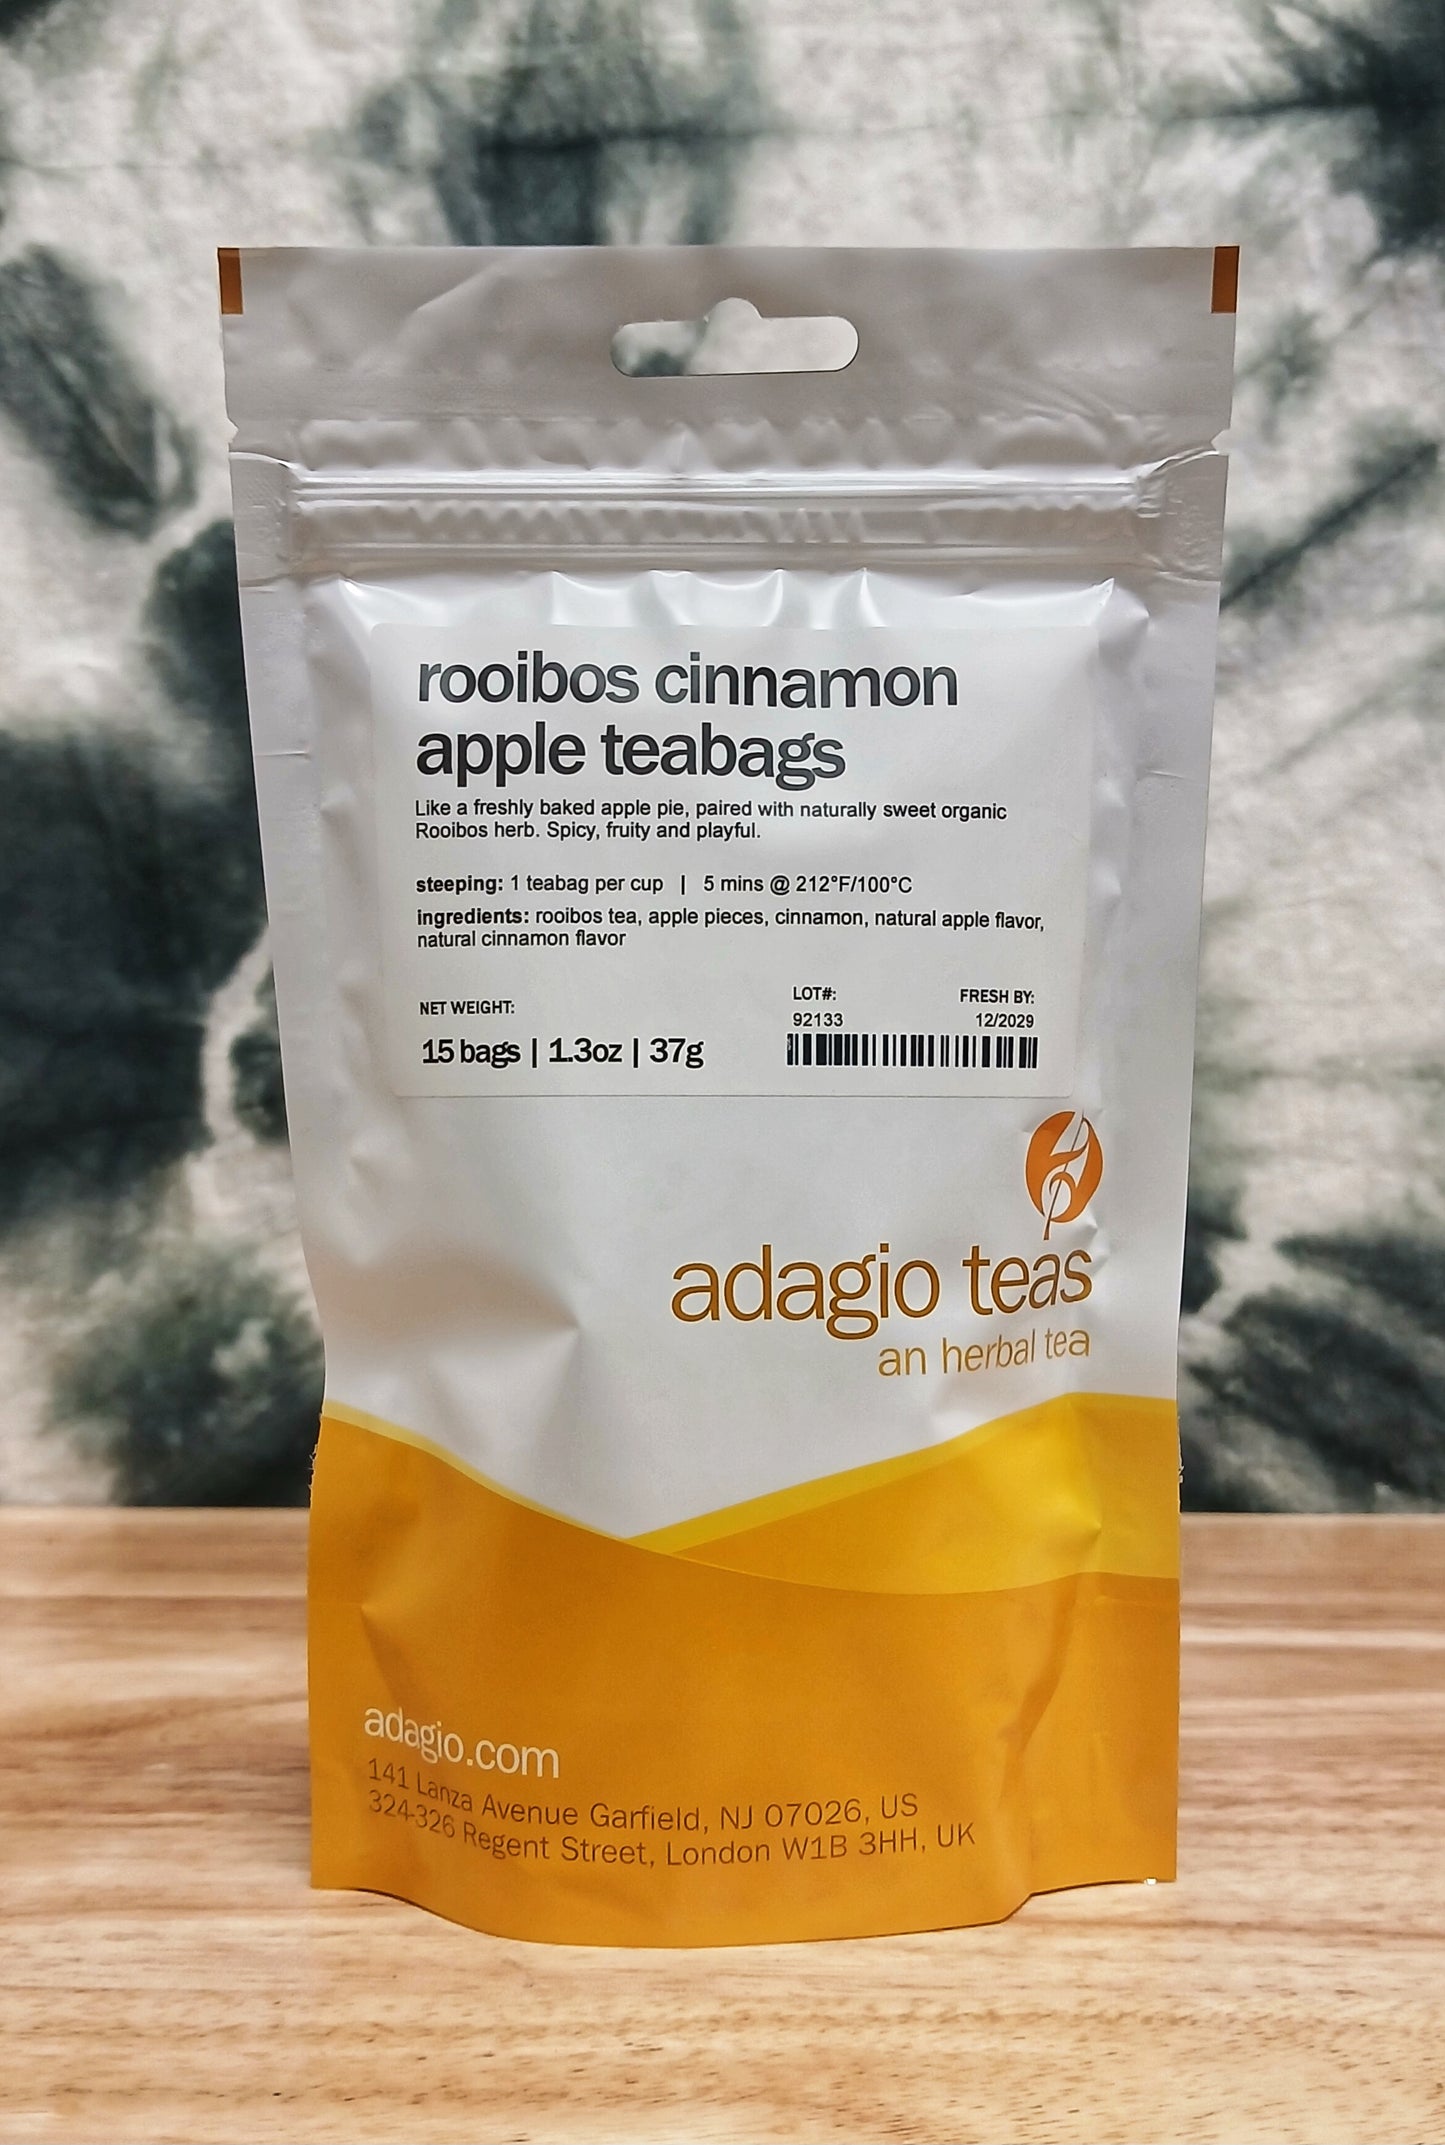 rooibos cinnamon
apple teabags
Like a freshly baked apple pie, paired with naturally sweet organic
Rooibos herb. Spicy, fruity and playful.
steeping: 1 teabag per cup | 5 mins @ 212°F/100°C
ingredients: rooibos tea, apple pieces, cinnamon, natural apple flavor,
natural cinnamon flavor
NET WEIGHT:
15 bags | 1.3oz | 37g
LOT#:
92133
FRESH BY:
12/2029
adagio teas
an herbal tea
adagio.com
141 Lanza Avenue Garfield, NJ 07026, US
324-326 Regent Street, London W1B 3HH, UK